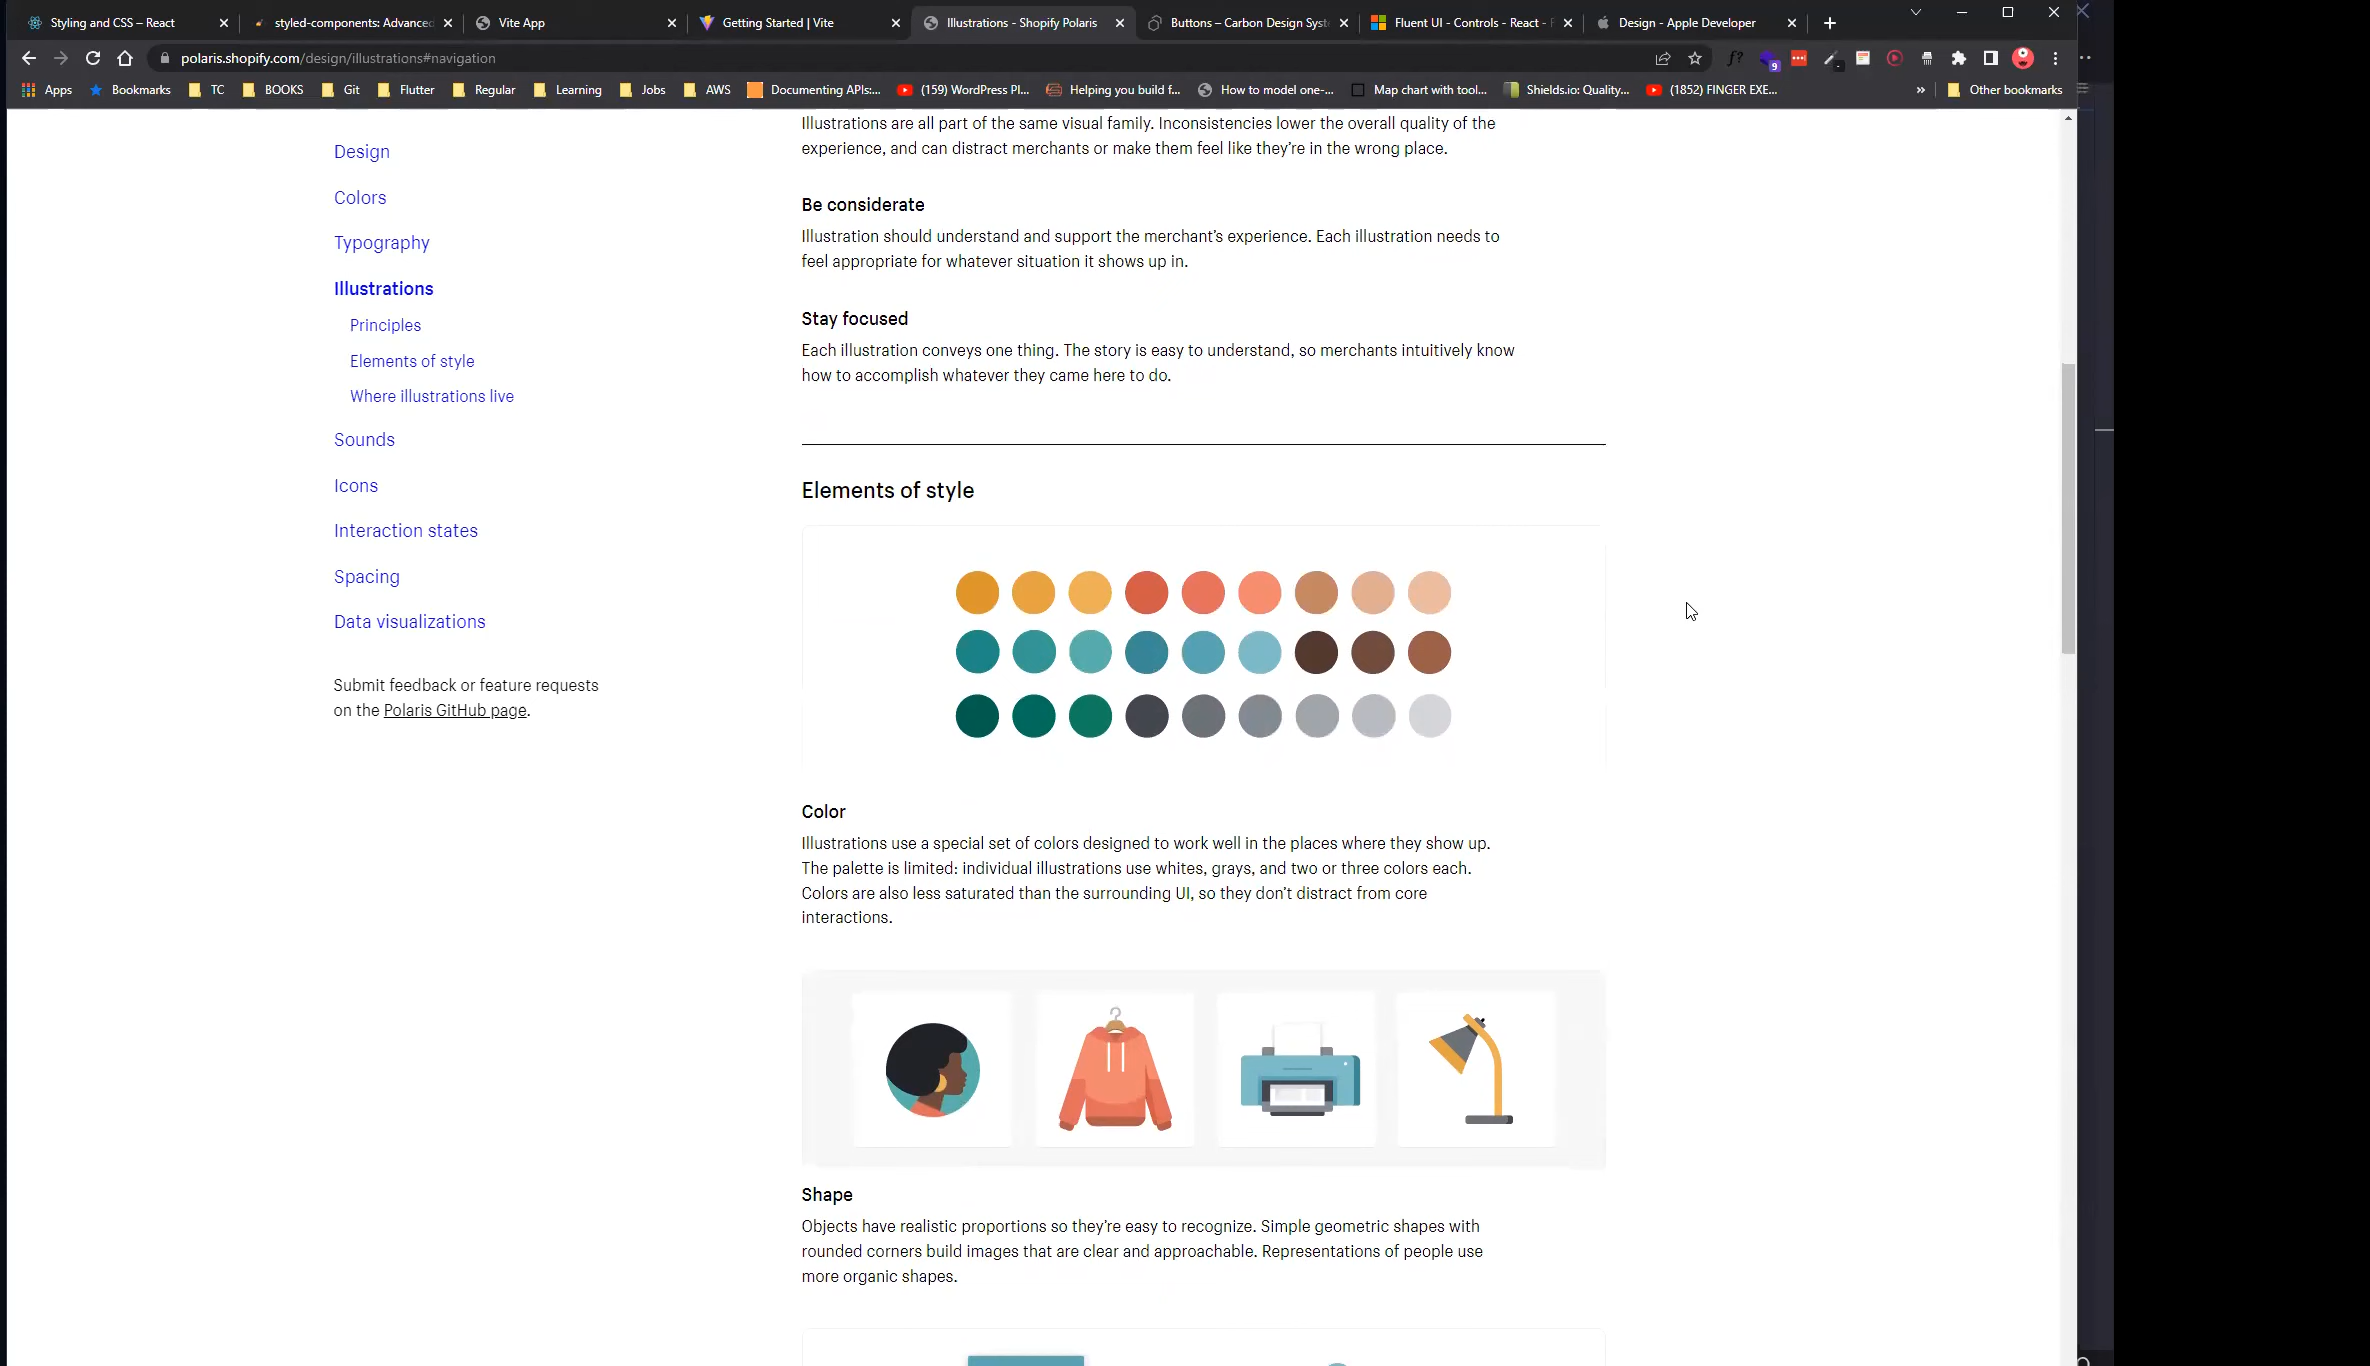 Styling and CSS – React
styled-components: Advanced
Vite App
Getting Started | Vite
Illustrations - Shopify Polaris
Buttons – Carbon Design Syst
Fluent UI - Controls - React - F
Design - Apple Developer
polaris.shopify.com/design/illustrations#navigation
f?
9
Apps
Bookmarks
TC
BOOKS
Git
Flutter
Regular
Learning
Jobs
AWS
Documenting APIs:...
(159) WordPress Pl...
Helping you build f...
How to model one-...
Map chart with tool...
Shields.io: Quality...
(1852) FINGER EXE...
»
Other bookmarks
Design
Colors
Typography
Illustrations
Principles
Elements of style
Where illustrations live
Sounds
Icons
Interaction states
Spacing
Data visualizations
Submit feedback or feature requests
on the Polaris GitHub page.
Illustrations are all part of the same visual family. Inconsistencies lower the overall quality of the
experience, and can distract merchants or make them feel like they’re in the wrong place.
Be considerate
Illustration should understand and support the merchant’s experience. Each illustration needs to
feel appropriate for whatever situation it shows up in.
Stay focused
Each illustration conveys one thing. The story is easy to understand, so merchants intuitively know
how to accomplish whatever they came here to do.
Elements of style
Color
Illustrations use a special set of colors designed to work well in the places where they show up.
The palette is limited: individual illustrations use whites, grays, and two or three colors each.
Colors are also less saturated than the surrounding UI, so they don’t distract from core
interactions.
Shape
Objects have realistic proportions so they’re easy to recognize. Simple geometric shapes with
rounded corners build images that are clear and approachable. Representations of people use
more organic shapes.